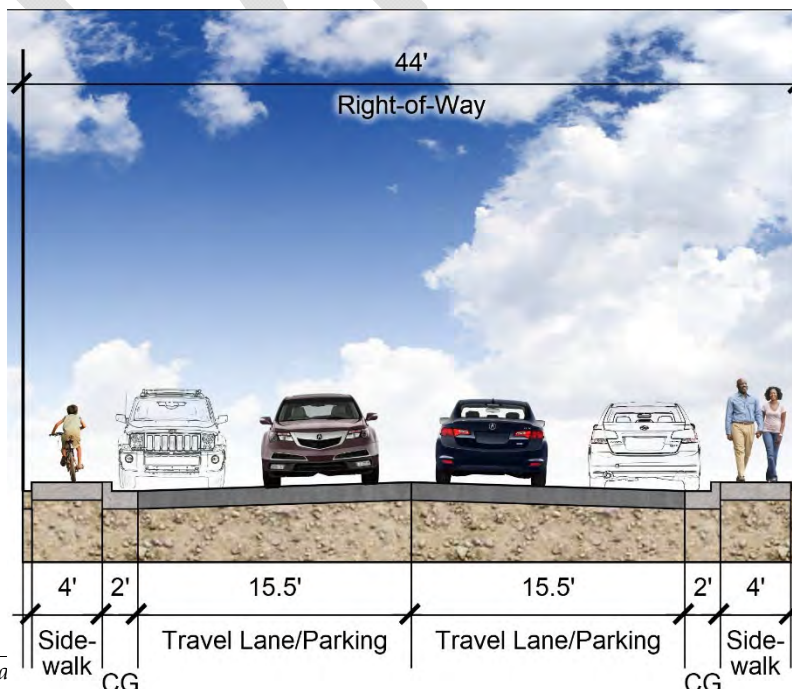 44'
Right-of-Way
4' 2' 15.5' 15.5' 2' 4'
Side-
walk
CG
Travel Lane/Parking
Travel Lane/Parking
CG
Side-
walk
a